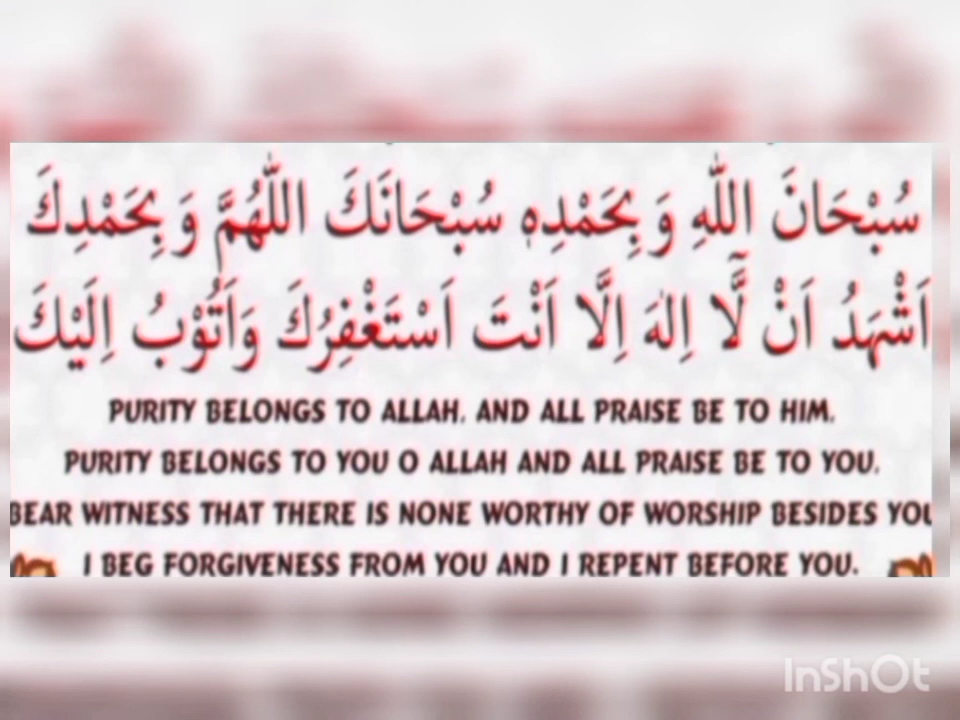 سُبْحَانَ اللّٰهِ وَ بِحَمْدِهٖ سُبْحَانَكَ اللّٰهُمَّ وَ بِحَمْدِكَ
اَشْهَدُ اَنْ لَّآ اِلٰهَ اِلَّا اَنْتَ اَسْتَغْفِرُكَ وَاَتُوْبُ اِلَيْكَ
PURITY BELONGS TO ALLAH, AND ALL PRAISE BE TO HIM.
PURITY BELONGS TO YOU O ALLAH AND ALL PRAISE BE TO YOU,
BEAR WITNESS THAT THERE IS NONE WORTHY OF WORSHIP BESIDES YOU
I BEG FORGIVENESS FROM YOU AND I REPENT BEFORE YOU.
InShOt